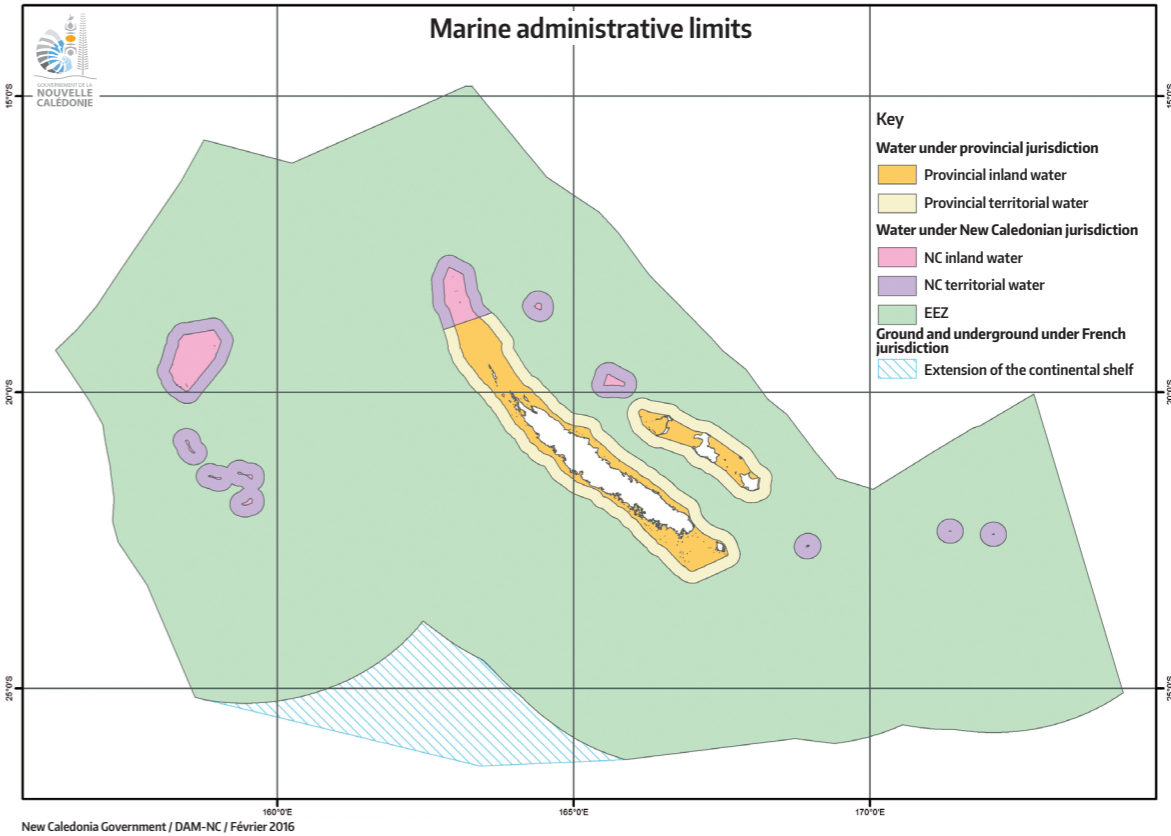 Marine administrative limits
GOUVERNEMENT DE LA
NOUVELLE
CALÉDONIE
15°0'S
15°0'S
Key
Water under provincial jurisdiction
Provincial inland water
Provincial territorial water
Water under New Caledonian jurisdiction
NC inland water
NC territorial water
EEZ
Ground and underground under French
jurisdiction
Extension of the continental shelf
20°0'S
20°0'S
25°0'S
25°0'S
160°0'E
165°0'E
170°0'E
New Caledonia Government / DAM-NC / Février 2016